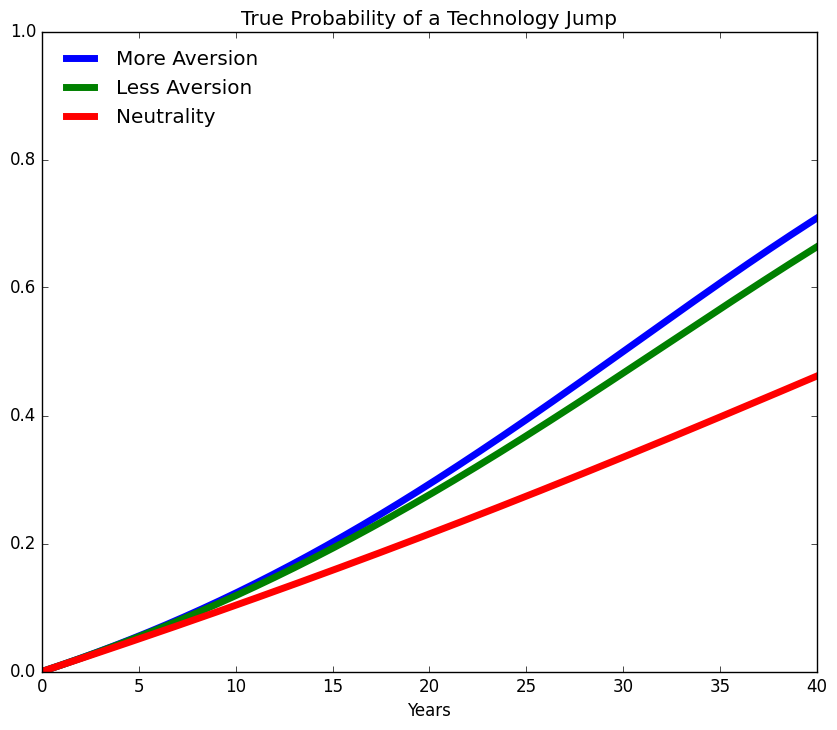 True Probability of a Technology Jump
1.0
More Aversion
Less Aversion
Neutrality
0.8
0.6
0.4
0.2
0.0
0 5 10 15 20 25 30 35 40
Years